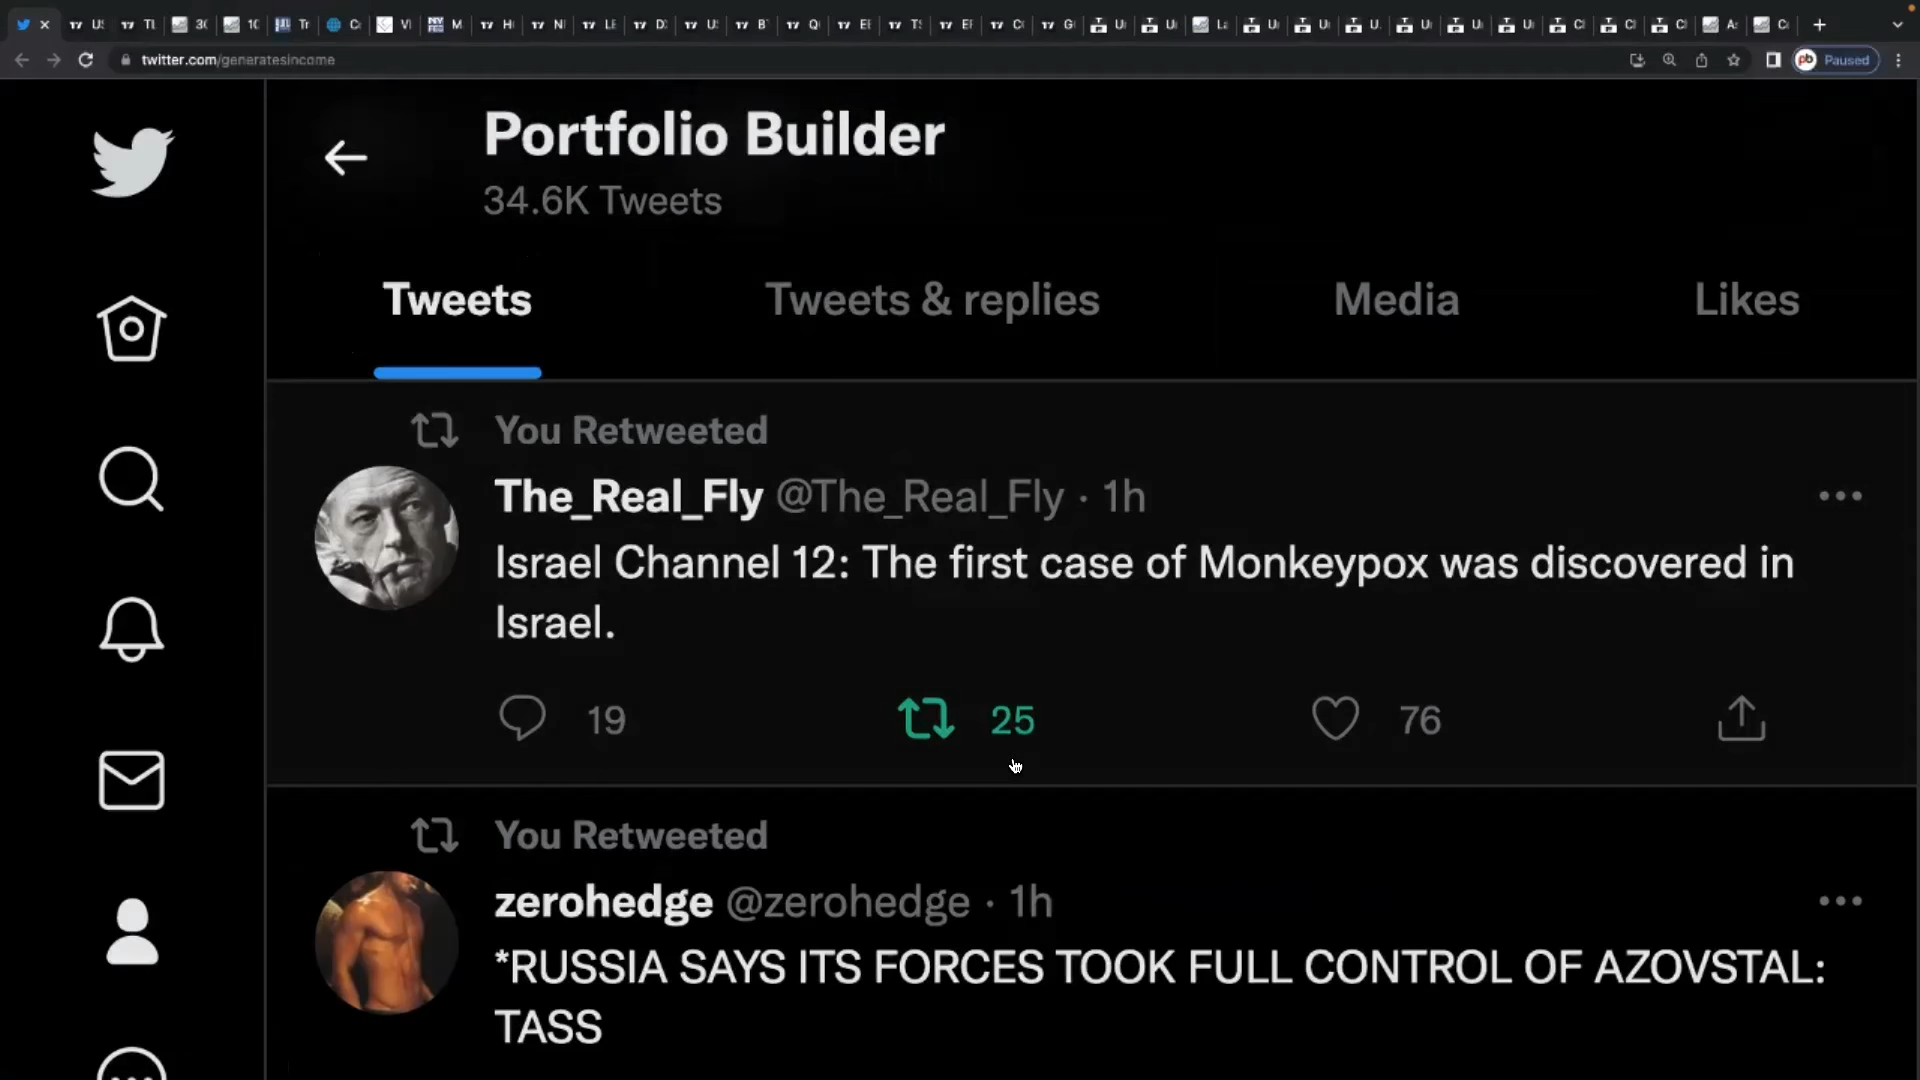 twitter.com/generatesincome
Paused
Portfolio Builder
34.6K Tweets
Tweets
Tweets & replies
Media
Likes
You Retweeted
The_Real_Fly @The_Real_Fly · 1h
Israel Channel 12: The first case of Monkeypox was discovered in
Israel.
19
25
76
You Retweeted
zerohedge @zerohedge · 1h
*RUSSIA SAYS ITS FORCES TOOK FULL CONTROL OF AZOVSTAL:
TASS